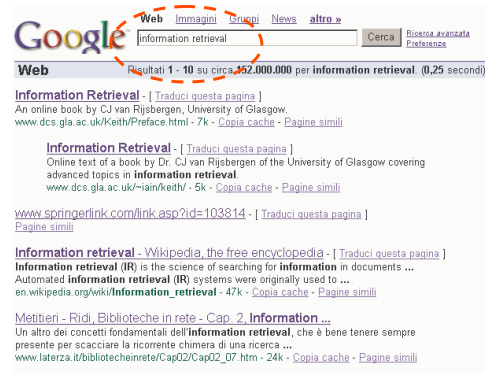 Web Immagini Gruppi News altro »
Google
information retrieval Cerca Ricerca avanzata
Preferenze
Web Risultati 1 - 10 su circa 152.000.000 per information retrieval. (0,25 secondi)
Information Retrieval - [ Traduci questa pagina ]
An online book by CJ van Rijsbergen, University of Glasgow.
www.dcs.gla.ac.uk/Keith/Preface.html - 7k - Copia cache - Pagine simili
Information Retrieval - [ Traduci questa pagina ]
Online text of a book by Dr. CJ van Rijsbergen of the University of Glasgow covering
advanced topics in information retrieval.
www.dcs.gla.ac.uk/~iain/keith/ - 5k - Copia cache - Pagine simili
www.springerlink.com/link.asp?id=103814 - [ Traduci questa pagina ]
Pagine simili
Information retrieval - Wikipedia, the free encyclopedia - [ Traduci questa pagina ]
Information retrieval (IR) is the science of searching for information in documents ...
Automated information retrieval (IR) systems were originally used to ...
en.wikipedia.org/wiki/Information_retrieval - 47k - Copia cache - Pagine simili
Metitieri - Ridi, Biblioteche in rete - Cap. 2, Information ...
Un altro dei concetti fondamentali dell'information retrieval, che è bene tenere sempre
presente per scacciare la ricorrente chimera di una ricerca ...
www.laterza.it/bibliotecheinrete/Cap02/Cap02_07.htm - 24k - Copia cache - Pagine simili